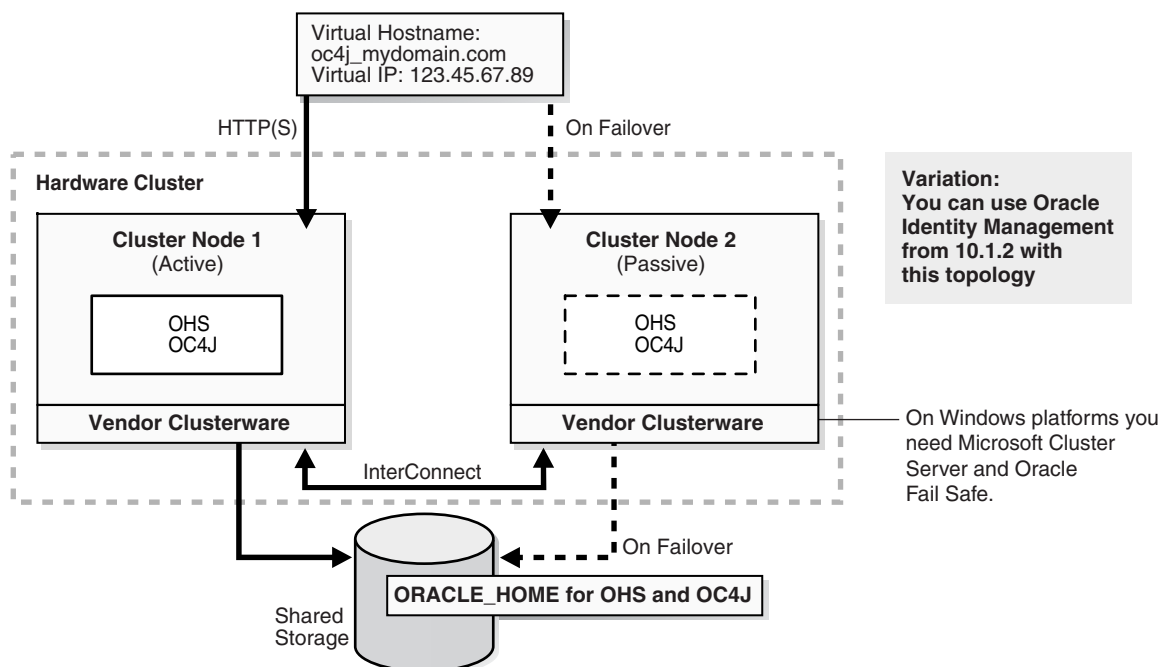 Virtual Hostname:
oc4j_mydomain.com
Virtual IP: 123.45.67.89
HTTP(S)
On Failover
Hardware Cluster
Cluster Node 1
(Active)
OHS
OC4J
Vendor Clusterware
Cluster Node 2
(Passive)
OHS
OC4J
Vendor Clusterware
Variation:
You can use Oracle
Identity Management
from 10.1.2 with
this topology
On Windows platforms you
need Microsoft Cluster
Server and Oracle
Fail Safe.
InterConnect
On Failover
ORACLE_HOME for OHS and OC4J
Shared
Storage